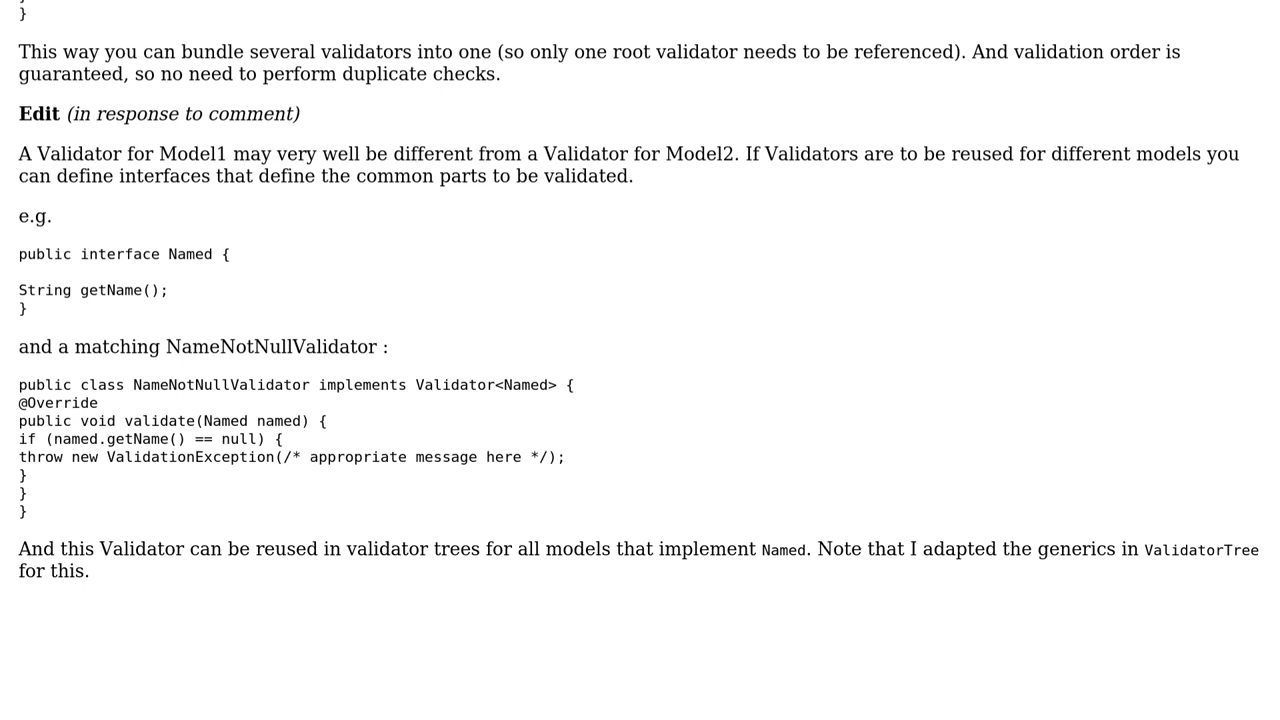 }
This way you can bundle several validators into one (so only one root validator needs to be referenced). And validation order is
guaranteed, so no need to perform duplicate checks.
Edit (in response to comment)
A Validator for Model1 may very well be different from a Validator for Model2. If Validators are to be reused for different models you
can define interfaces that define the common parts to be validated.
e.g.
public interface Named {
String getName();
}
and a matching NameNotNullValidator :
public class NameNotNullValidator implements Validator<Named> {
@Override
public void validate(Named named) {
if (named.getName() == null) {
throw new ValidationException(/* appropriate message here */);
}
}
}
And this Validator can be reused in validator trees for all models that implement Named. Note that I adapted the generics in ValidatorTree
for this.